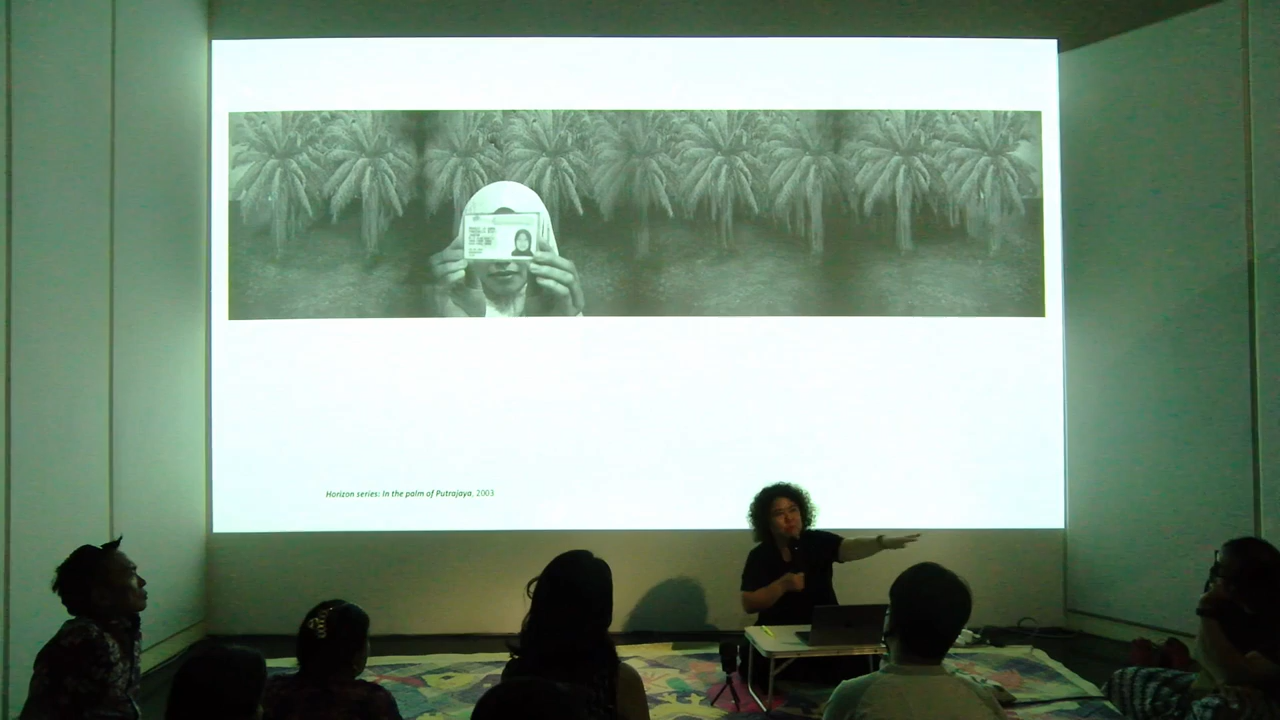 Horizon series: In the palm of Putrajaya, 2003